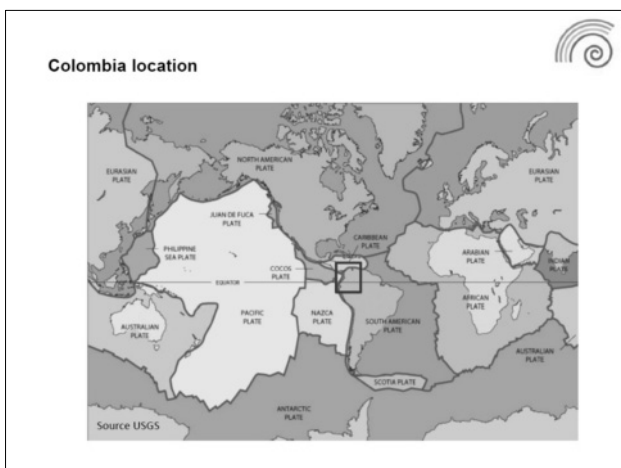 Colombia location
EURASIAN
PLATE
NORTH AMERICAN
PLATE
EURASIAN
PLATE
JUAN DE FUCA
PLATE
CARIBBEAN
PLATE
PHILIPPINE
SEA PLATE
ARABIAN
PLATE
INDIAN
PLATE
COCOS
PLATE
EQUATOR
AUSTRALIAN
PLATE
PACIFIC
PLATE
NAZCA
PLATE
SOUTH AMERICAN
PLATE
AFRICAN
PLATE
AUSTRALIAN
PLATE
SCOTIA PLATE
ANTARCTIC
PLATE
Source USGS